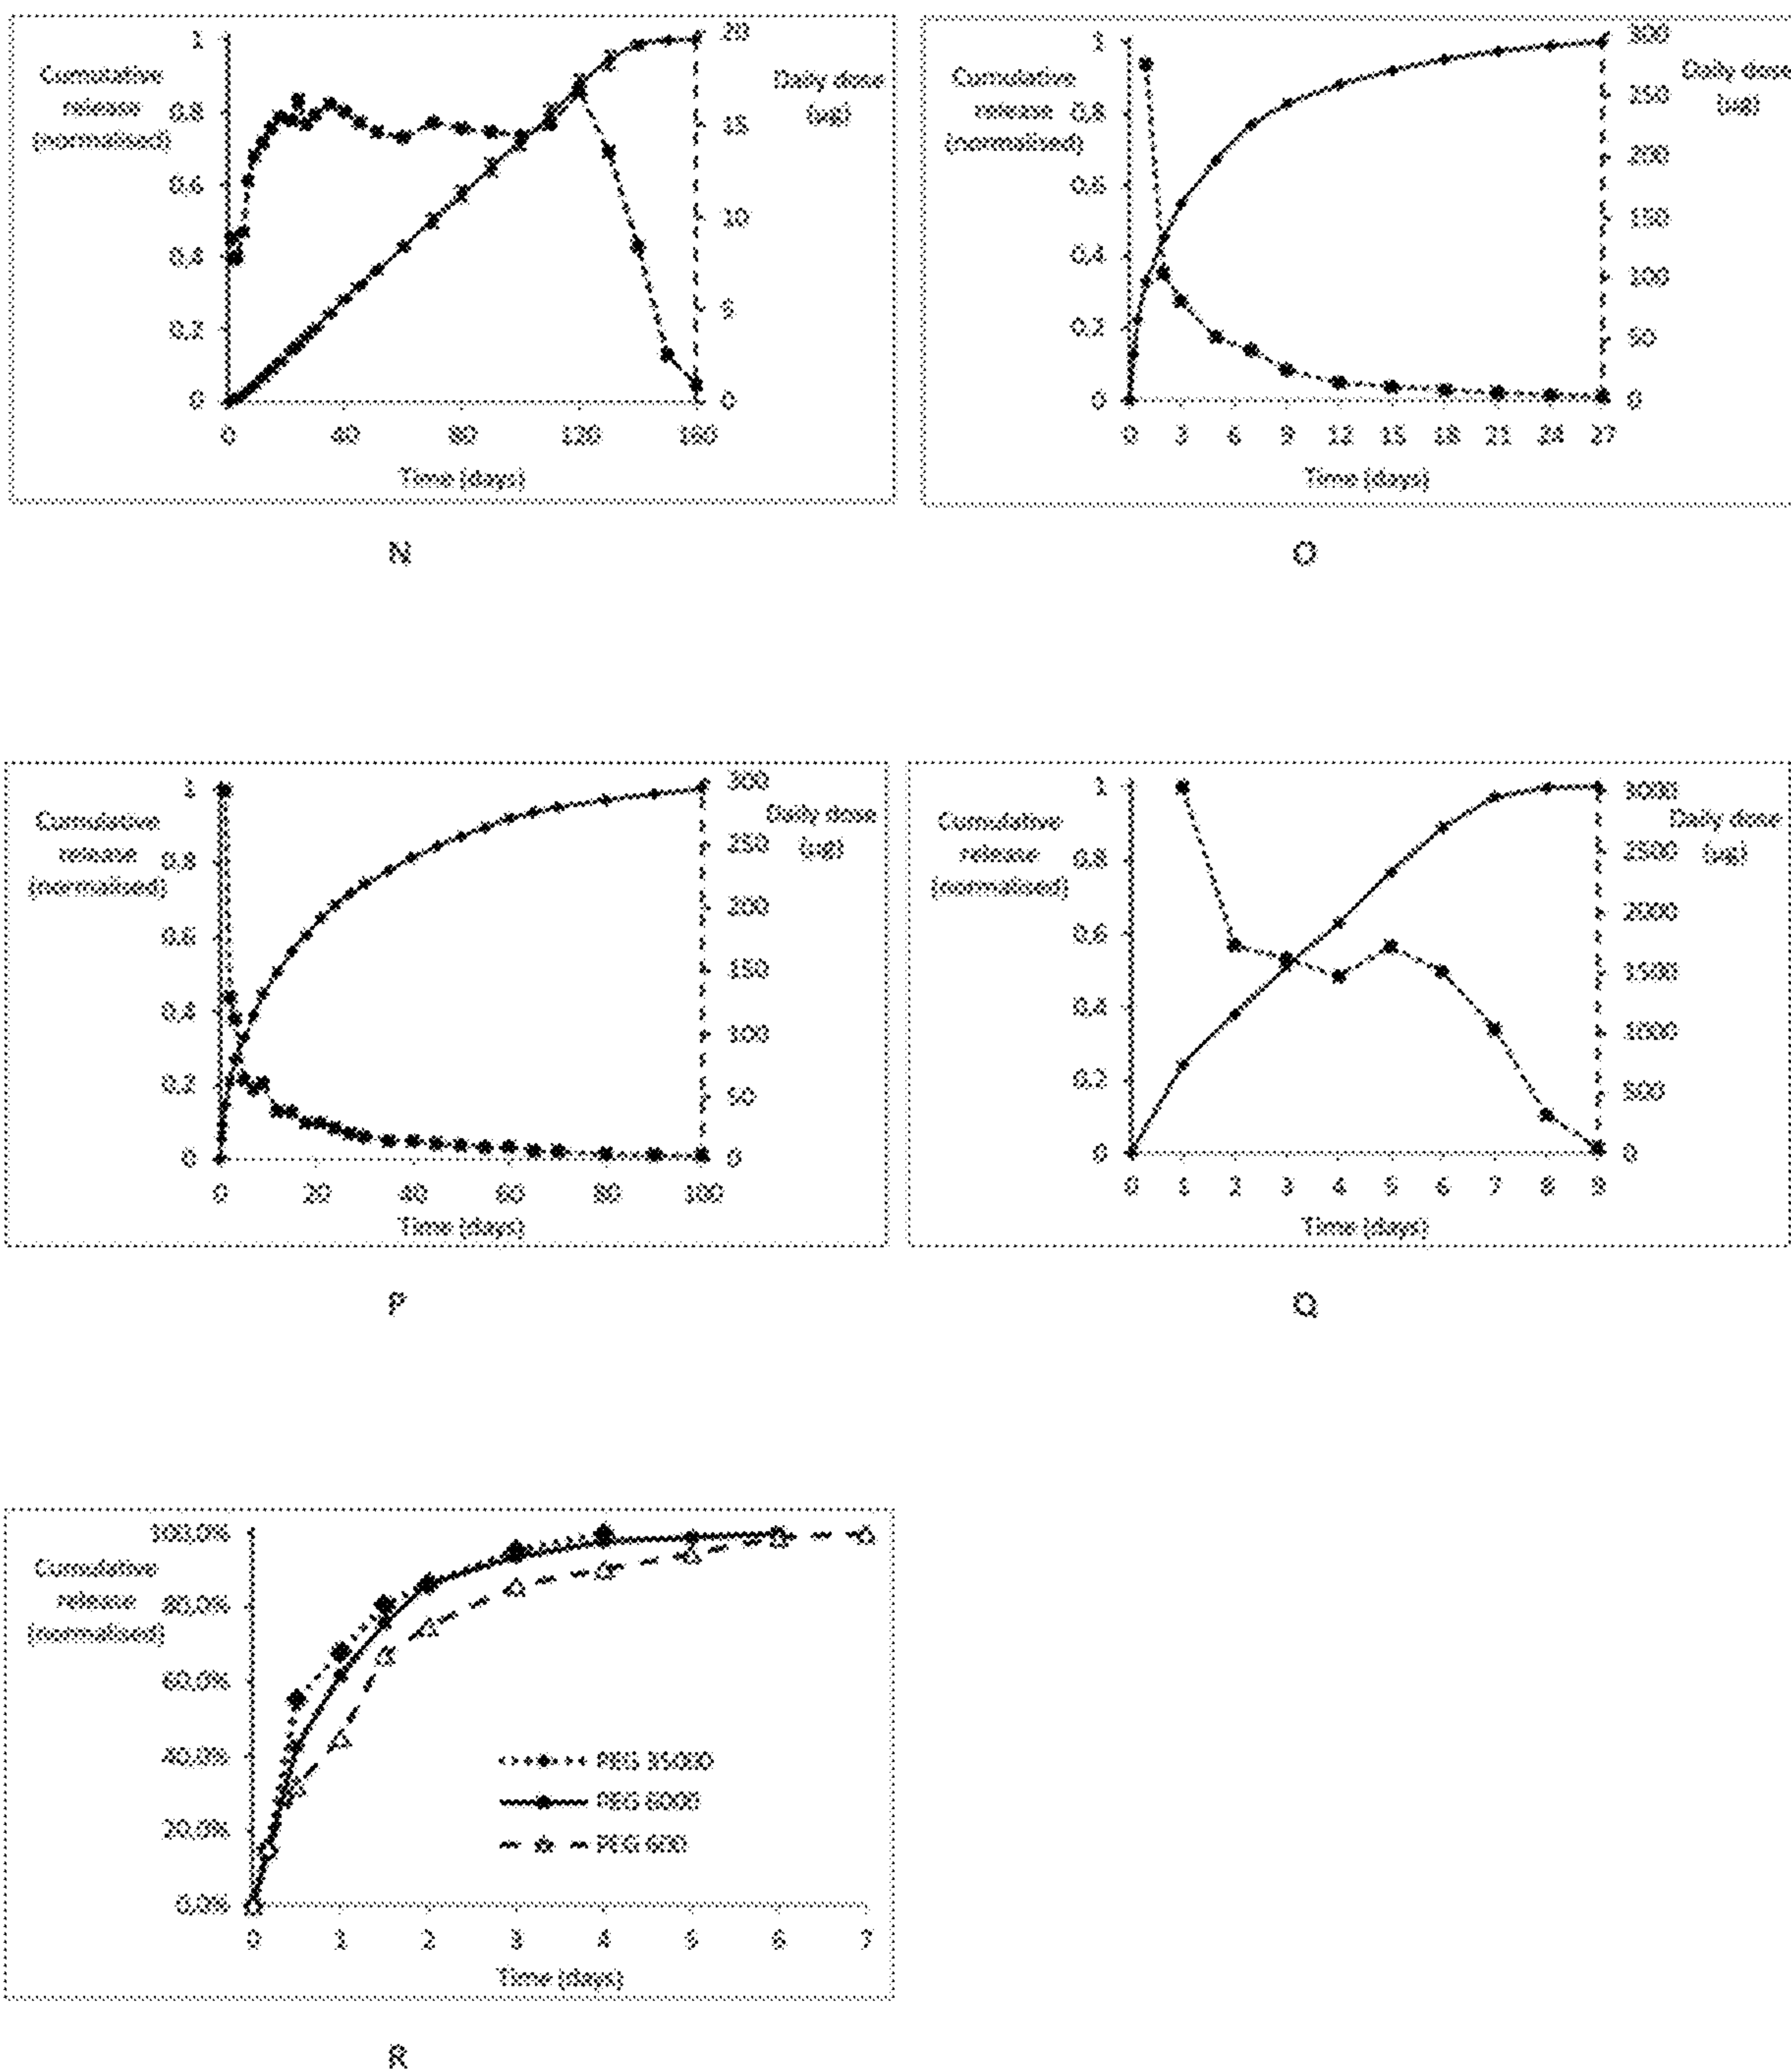 Cumulative
release
(normalised)
1
0.8
0.6
0.4
0.2
0
20
15
10
5
0
Daily dose
(µg)
0 40 80 120 160
Time (days)
N
Cumulative
release
(normalised)
1
0.8
0.6
0.4
0.2
0
300
250
200
150
100
50
0
Daily dose
(µg)
0 3 6 9 12 15 18 21 24 27
Time (days)
O
Cumulative
release
(normalised)
1
0.8
0.6
0.4
0.2
0
300
250
200
150
100
50
0
Daily dose
(µg)
0 20 40 60 80 100
Time (days)
P
Cumulative
release
(normalised)
1
0.8
0.6
0.4
0.2
0
3000
2500
2000
1500
1000
500
0
Daily dose
(µg)
0 1 2 3 4 5 6 7 8 9
Time (days)
Q
Cumulative
release
(normalised)
100.0%
80.0%
60.0%
40.0%
20.0%
0.0%
PEG 35000
PEG 6000
PEG 600
0 1 2 3 4 5 6 7
Time (days)
R